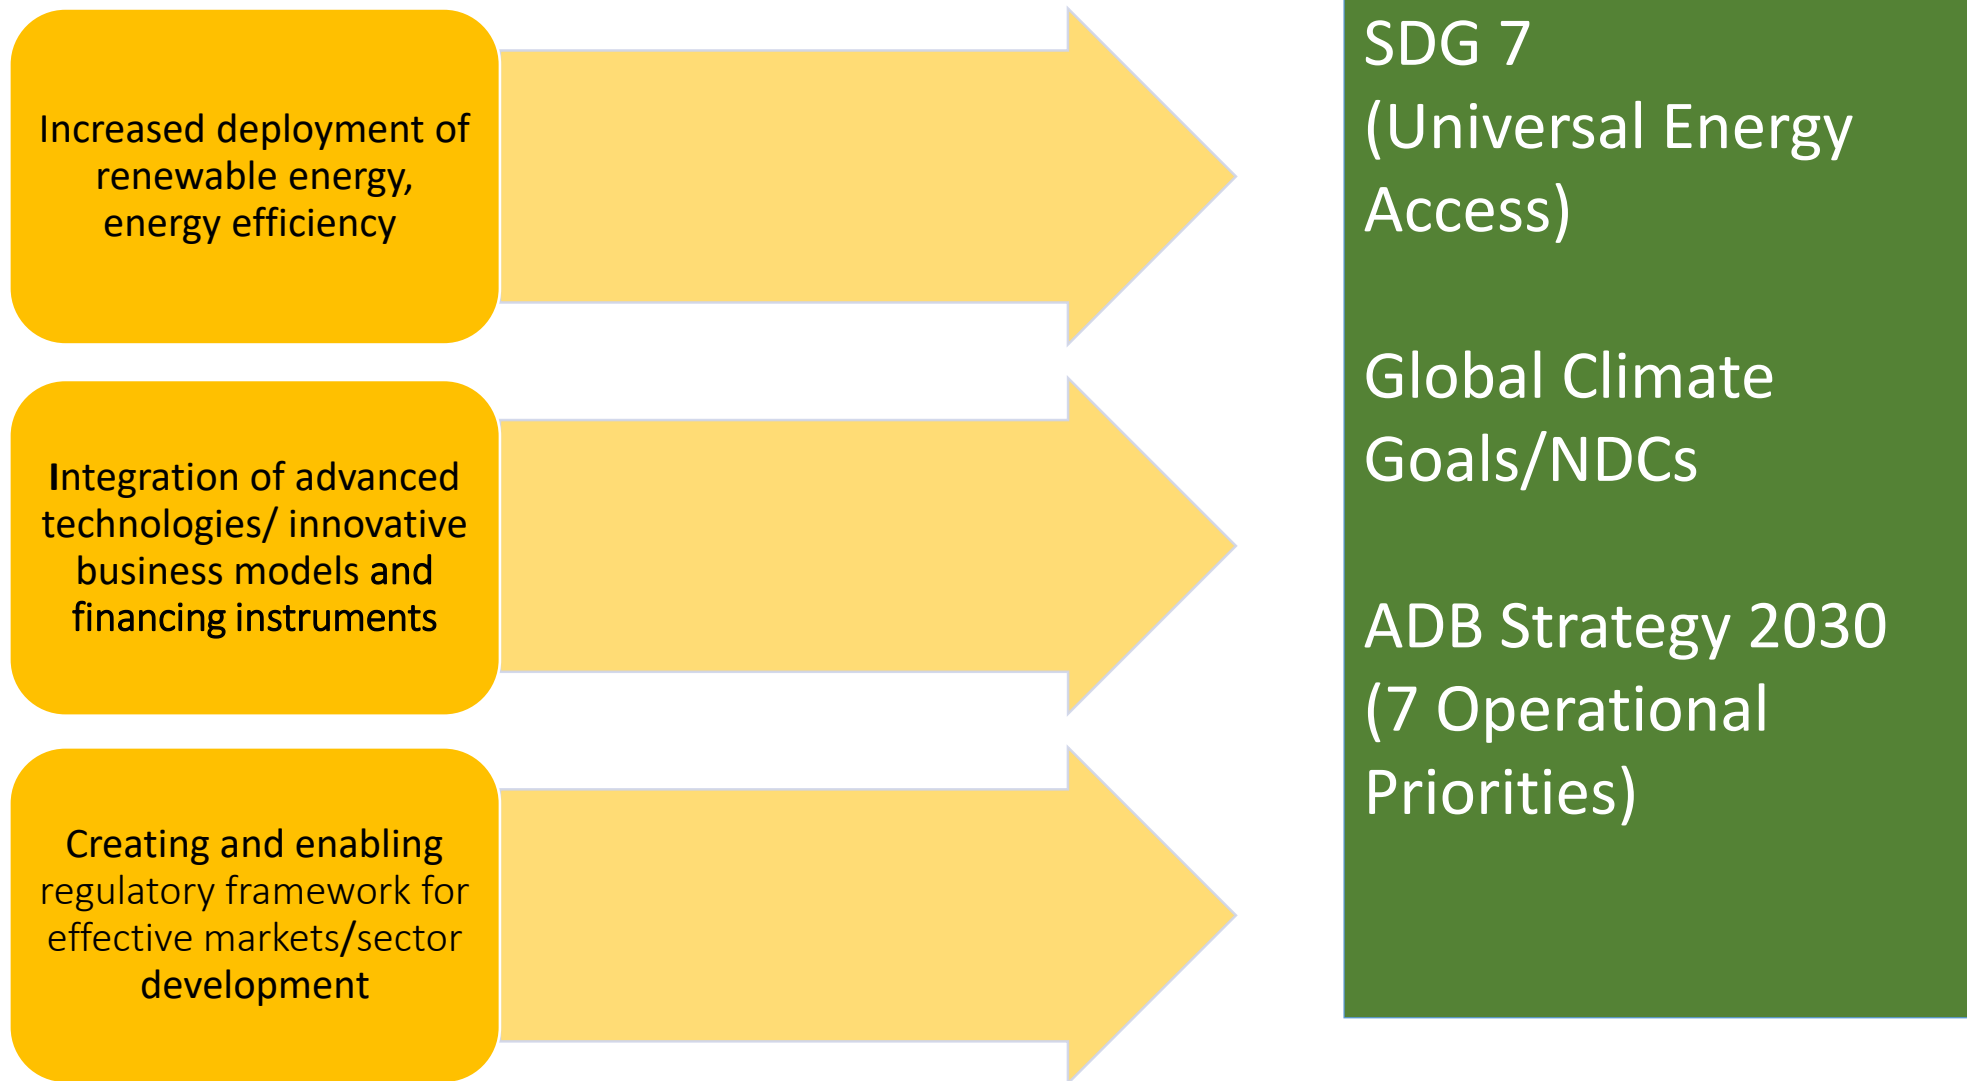 Increased deployment of
renewable energy,
energy efficiency
Integration of advanced
technologies/ innovative
business models and
financing instruments
Creating and enabling
regulatory framework for
effective markets/sector
development
SDG 7
(Universal Energy
Access)
Global Climate
Goals/NDCs
ADB Strategy 2030
(7 Operational
Priorities)